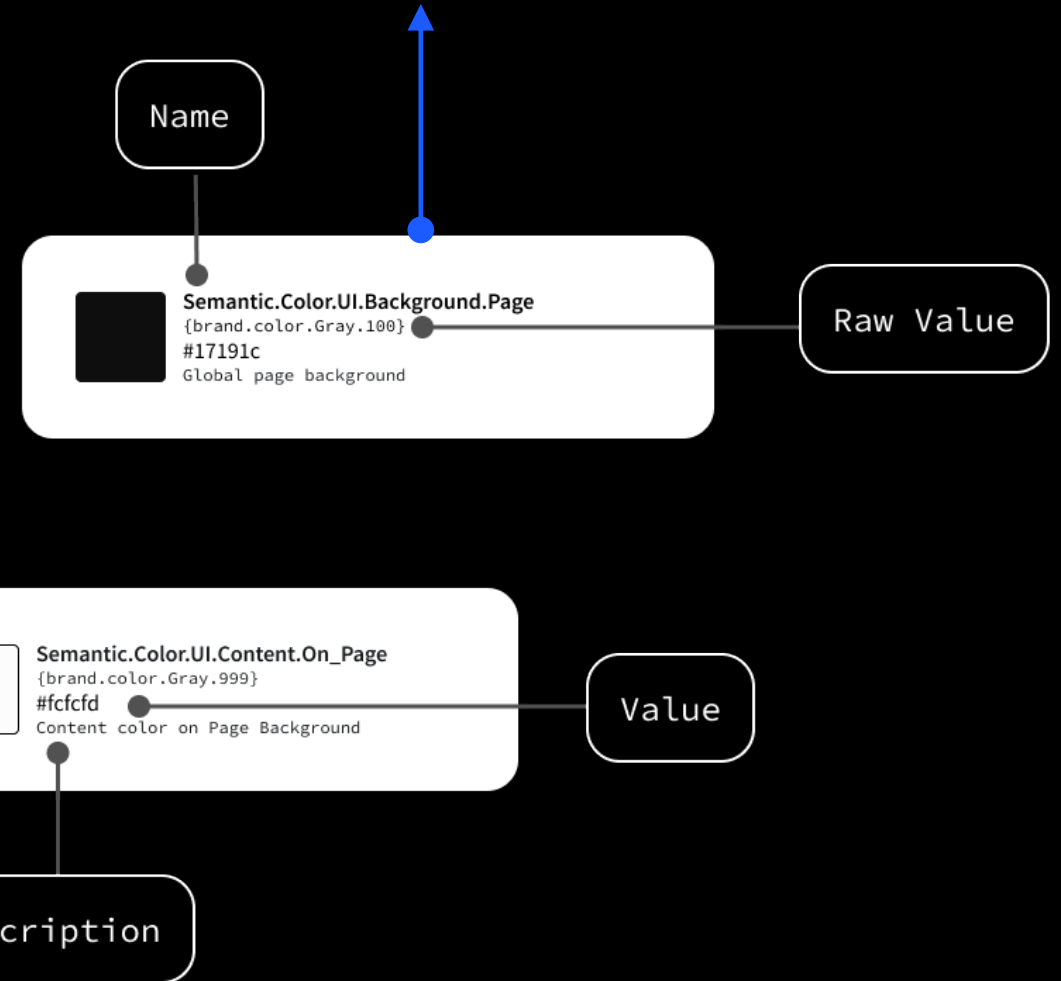 Name
Semantic.Color.UI.Background.Page
{brand.color.Gray.100}
#17191c
Global page background
Raw Value
Semantic.Color.UI.Content.On_Page
{brand.color.Gray.999}
#fcfcfd
Content color on Page Background
Value
cription